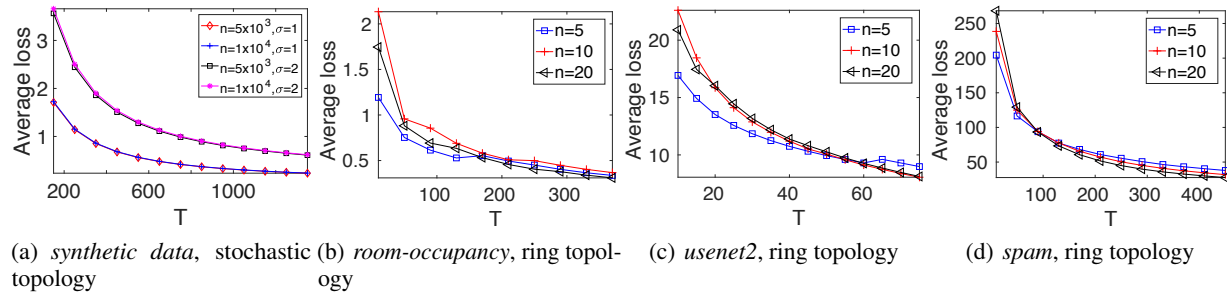 Average loss
3
2
1
200
600
1000
T
n=5x10³,σ=1
n=1x10⁴,σ=1
n=5x10³,σ=2
n=1x10⁴,σ=2
Average loss
2
1.5
1
0.5
100
200
300
T
n=5
n=10
n=20
Average loss
20
15
10
20
40
60
T
n=5
n=10
n=20
Average loss
250
200
150
100
50
100
200
300
400
T
n=5
n=10
n=20
(a) synthetic data, stochastic
topology
(b) room-occupancy, ring topol-
ogy
(c) usenet2, ring topology
(d) spam, ring topology